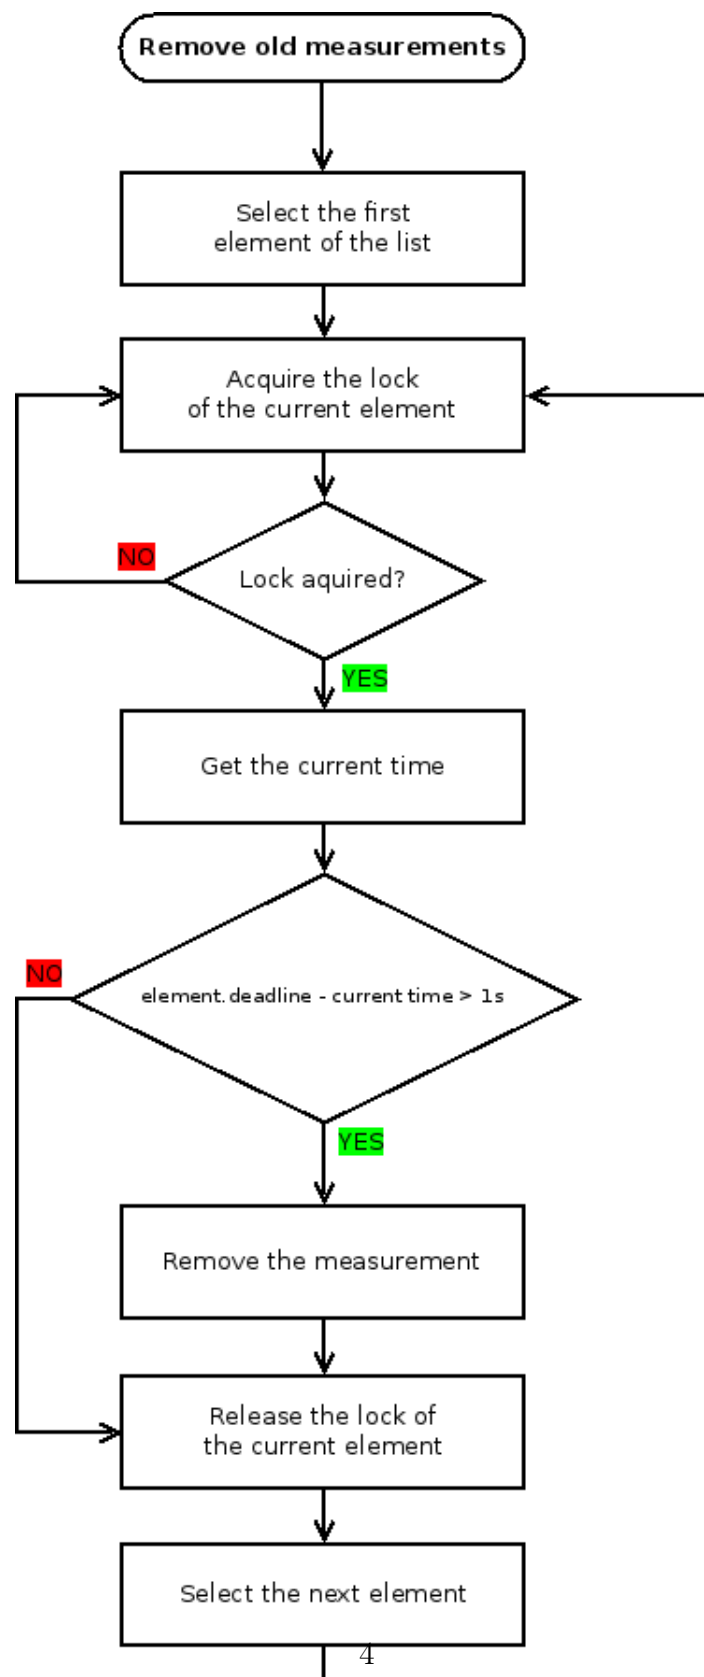 Remove old measurements
Select the first
element of the list
Acquire the lock
of the current element
NO
Lock aquired?
YES
Get the current time
NO
element.deadline - current time > 1s
YES
Remove the measurement
Release the lock of
the current element
Select the next element
4